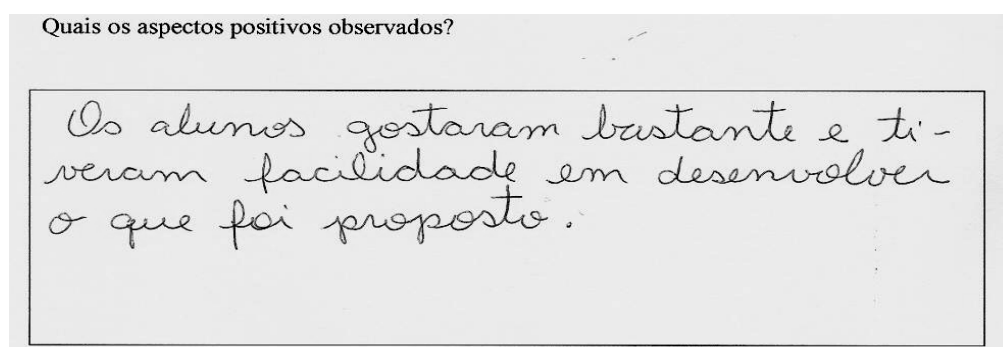 Quais os aspectos positivos observados?
Os alunos gostaram bastante e ti-
veram facilidade em desenvolver
o que foi proposto.